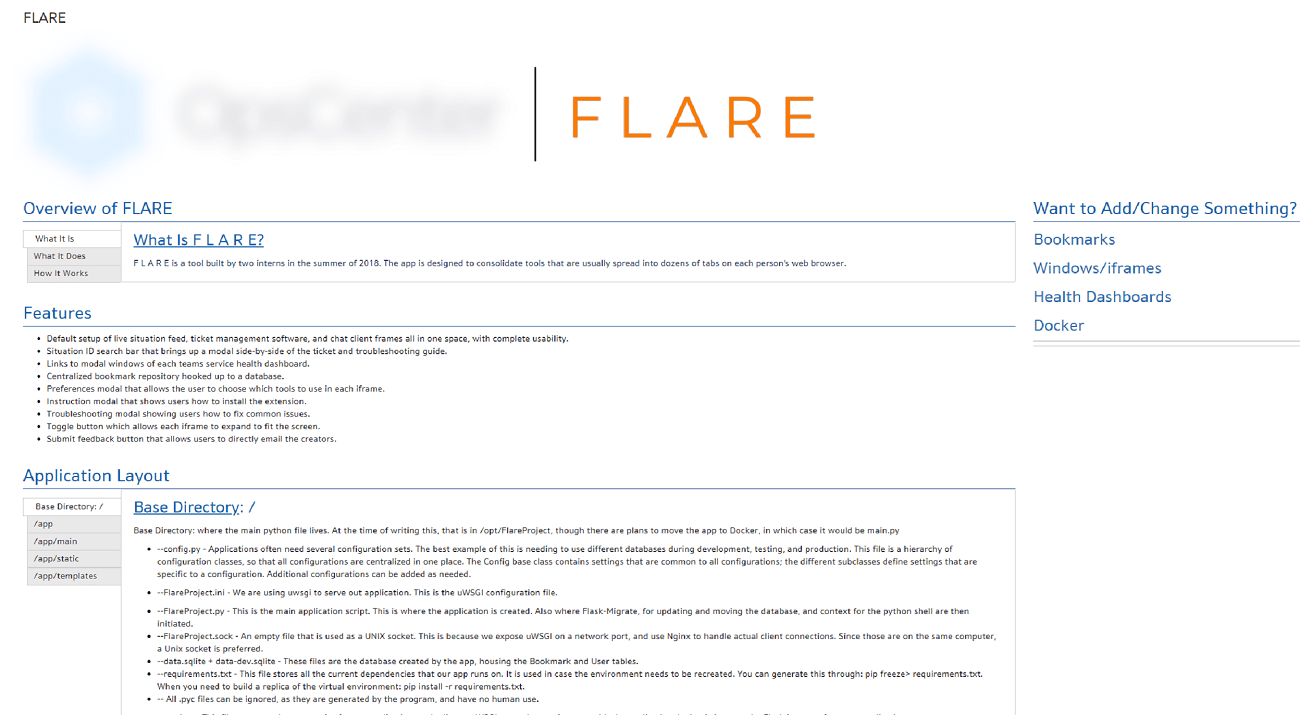 FLARE
OpsCenter
FLARE
Overview of FLARE
What It Is
What It Does
How It Works
What Is F L A R E?
F L A R E is a tool built by two interns in the summer of 2018. The app is designed to consolidate tools that are usually spread into dozens of tabs on each person's web browser.
Features
• Default setup of live situation feed, ticket management software, and chat client frames all in one space, with complete usability.
• Situation ID search bar that brings up a modal side-by-side of the ticket and troubleshooting guide.
• Links to modal windows of each teams service health dashboard.
• Centralized bookmark repository hooked up to a database.
• Preferences modal that allows the user to choose which tools to use in each iframe.
• Instruction modal that shows users how to install the extension.
• Troubleshooting modal showing users how to fix common issues.
• Toggle button which allows each iframe to expand to fit the screen.
• Submit feedback button that allows users to directly email the creators.
Application Layout
Base Directory: /
/app
/app/main
/app/static
/app/templates
Base Directory: /
Base Directory: where the main python file lives. At the time of writing this, that is in /opt/FlareProject, though there are plans to move the app to Docker, in which case it would be main.py
• --config.py - Applications often need several configuration sets. The best example of this is needing to use different databases during development, testing, and production. This file is a hierarchy of
configuration classes, so that all configurations are centralized in one place. The Config base class contains settings that are common to all configurations; the different subclasses define settings that are
specific to a configuration. Additional configurations can be added as needed.
• --FlareProject.ini - We are using uwsgi to serve out application. This is the uWSGI configuration file.
• --FlareProject.py - This is the main application script. This is where the application is created. Also where Flask-Migrate, for updating and moving the database, and context for the python shell are then
initiated.
• --FlareProject.sock - An empty file that is used as a UNIX socket. This is because we expose uWSGI on a network port, and use Nginx to handle actual client connections. Since those are on the same computer,
a Unix socket is preferred.
• --data.sqlite + data-dev.sqlite - These files are the database created by the app, housing the Bookmark and User tables.
• --requirements.txt - This file stores all the current dependencies that our app runs on. It is used in case the environment needs to be recreated. You can generate this through: pip freeze> requirements.txt.
When you need to build a replica of the virtual environment: pip install -r requirements.txt.
• -- All .pyc files can be ignored, as they are generated by the program, and have no human use.
Want to Add/Change Something?
Bookmarks
Windows/iframes
Health Dashboards
Docker